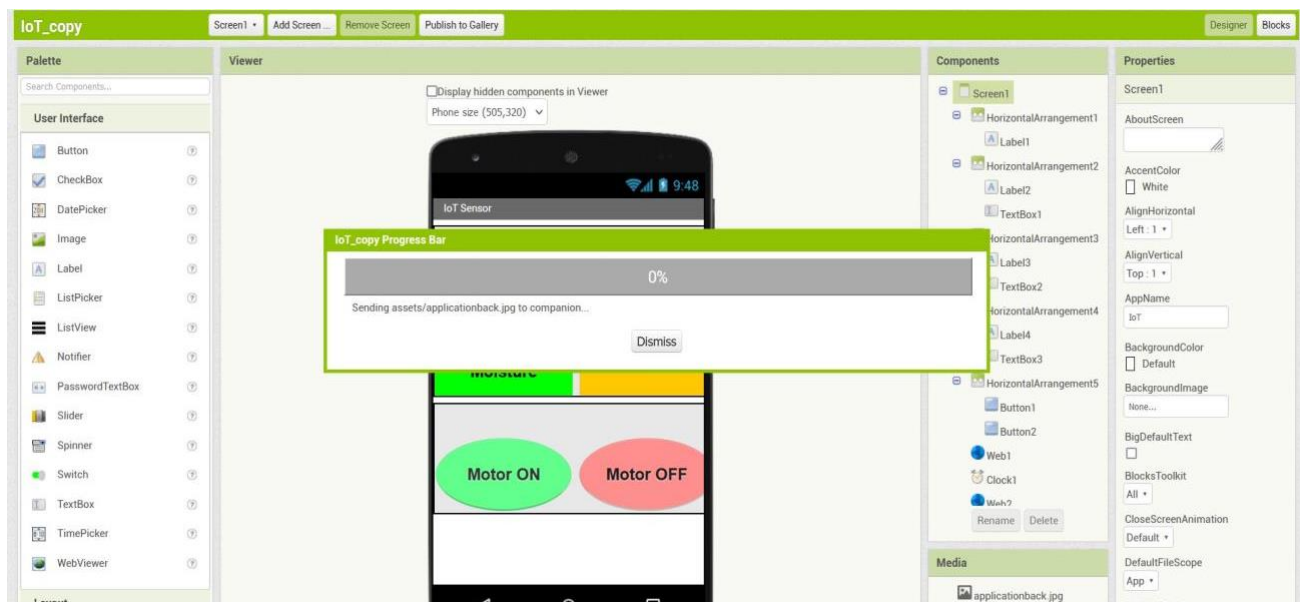 IoT_copy
Screen1
Add Screen ...
Remove Screen
Publish to Gallery
Designer
Blocks
Palette
Search Components...
User Interface
Button
CheckBox
DatePicker
Image
Label
ListPicker
ListView
Notifier
PasswordTextBox
Slider
Spinner
Switch
TextBox
TimePicker
WebViewer
Viewer
Display hidden components in Viewer
Phone size (505,320)
9:48
IoT Sensor
IoT_copy Progress Bar
0%
Sending assets/applicationback.jpg to companion...
Dismiss
Moisture
Motor ON
Motor OFF
Components
Screen1
HorizontalArrangement1
Label1
HorizontalArrangement2
Label2
TextBox1
HorizontalArrangement3
Label3
TextBox2
HorizontalArrangement4
Label4
TextBox3
HorizontalArrangement5
Button1
Button2
Web1
Clock1
Web2
Rename
Delete
Media
applicationback.jpg
Properties
Screen1
AboutScreen
AccentColor
White
AlignHorizontal
Left : 1
AlignVertical
Top : 1
AppName
IoT
BackgroundColor
Default
BackgroundImage
None...
BigDefaultText
BlocksToolkit
All
CloseScreenAnimation
Default
DefaultFileScope
App